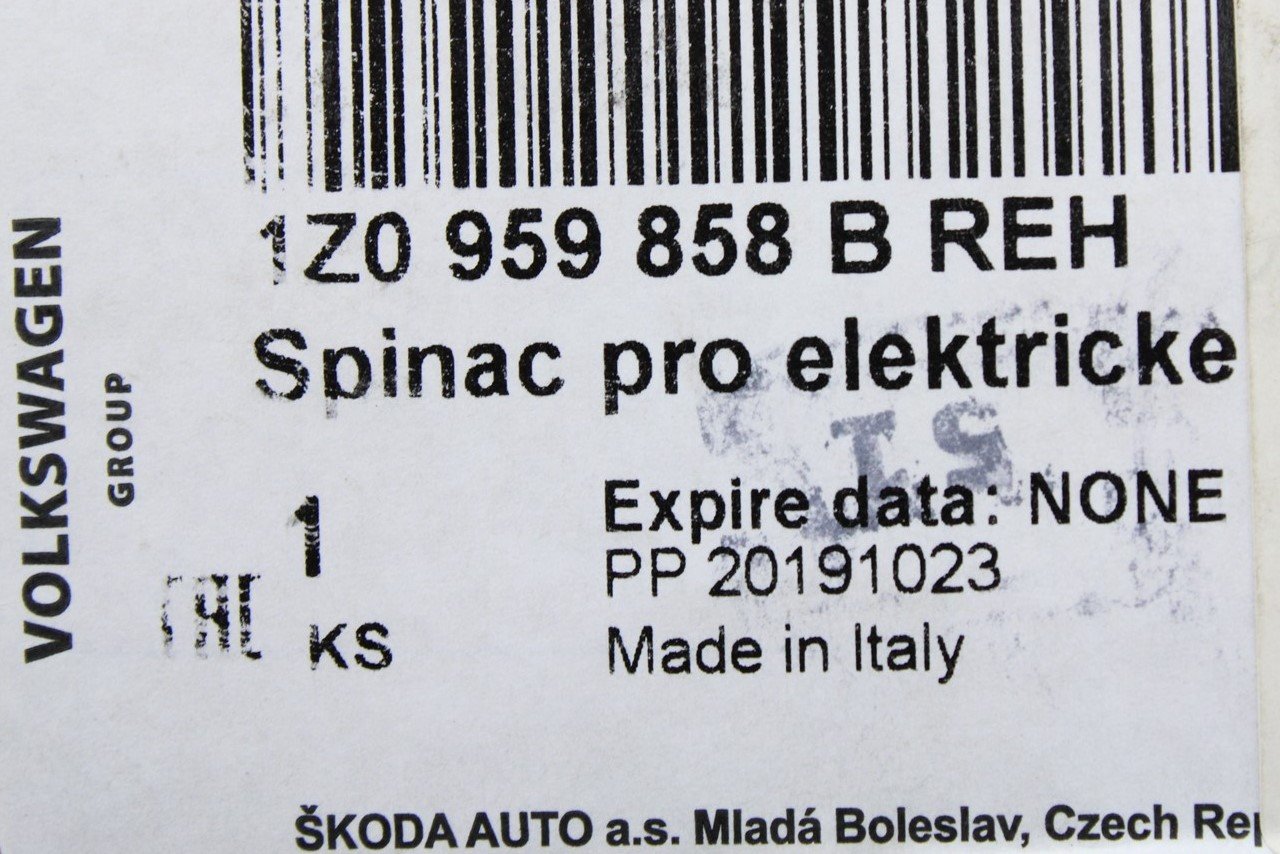 1Z0 959 858 B REH
Spinac pro elektricke
1
KS
Expire data: NONE
PP 20191023
Made in Italy
VOLKSWAGEN
GROUP
ŠKODA AUTO a.s. Mladá Boleslav, Czech